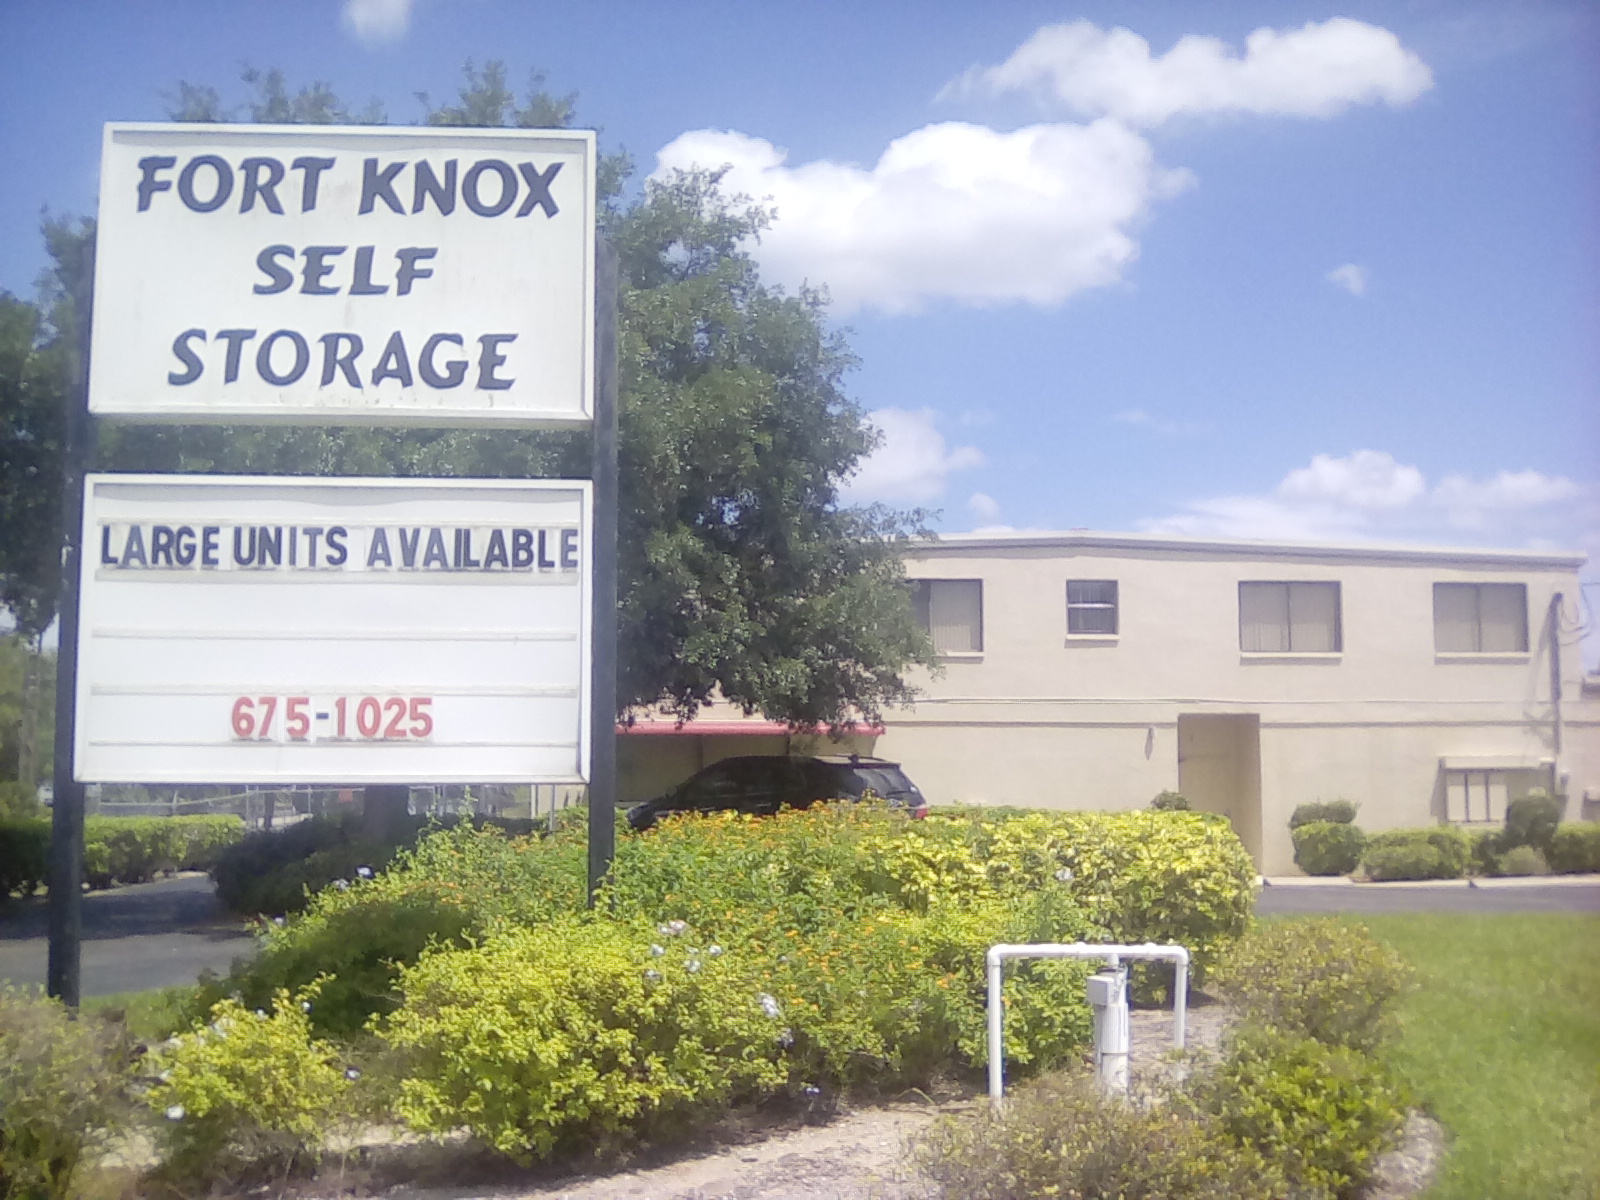 FORT KNOX
SELF
STORAGE
LARGE UNITS AVAILABLE
675-1025